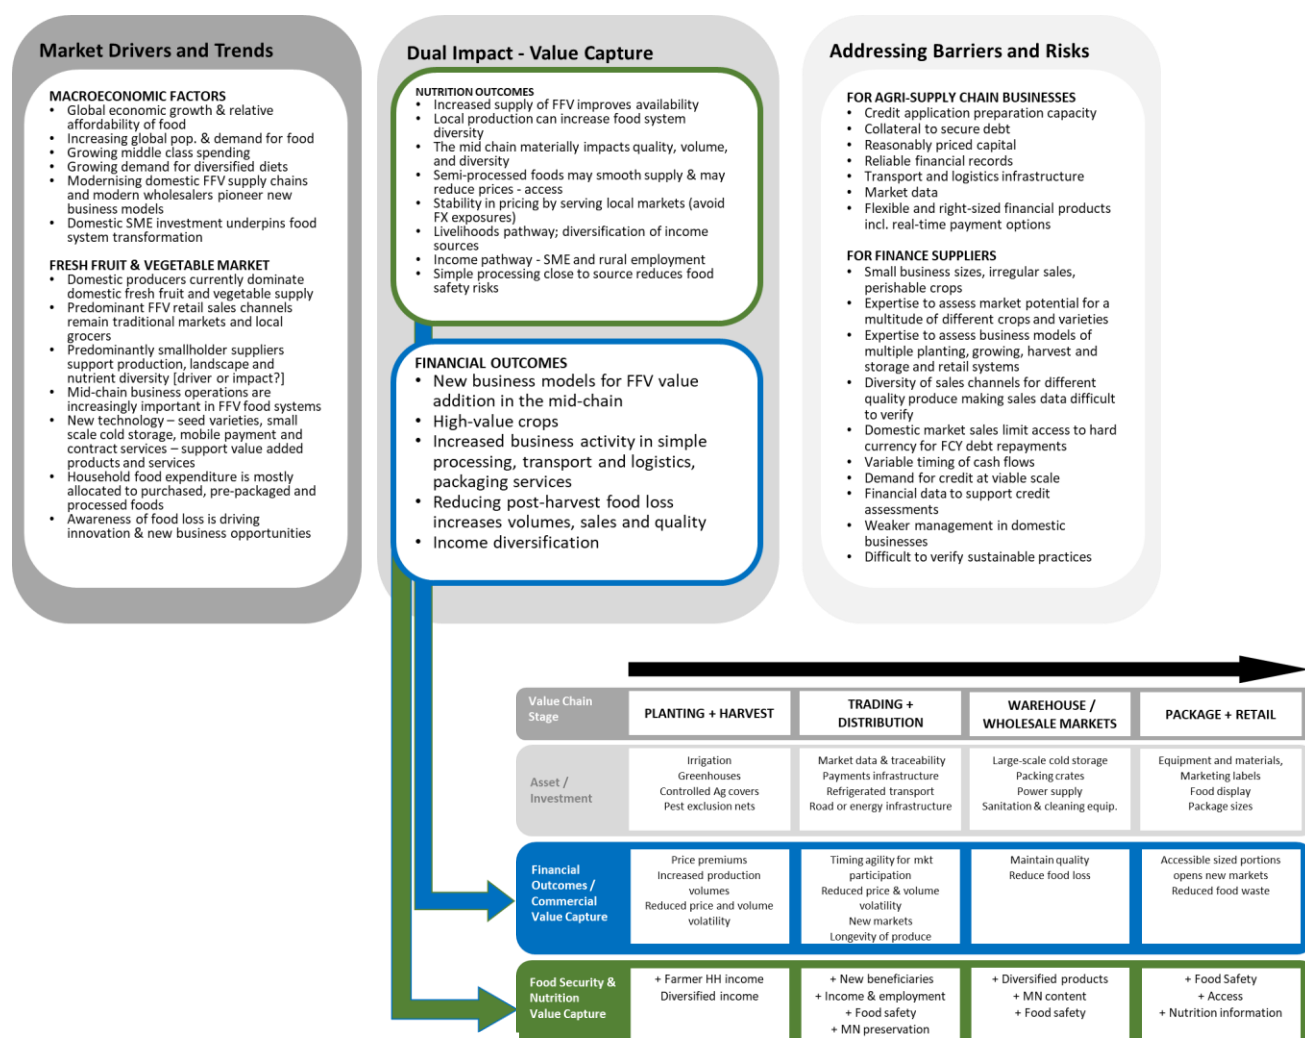 Market Drivers and Trends
MACROECONOMIC FACTORS
• Global economic growth & relative
affordability of food
• Increasing global pop. & demand for food
• Growing middle class spending
• Growing demand for diversified diets
• Modernising domestic FFV supply chains
and modern wholesalers pioneer new
business models
• Domestic SME investment underpins food
system transformation
FRESH FRUIT & VEGETABLE MARKET
• Domestic producers currently dominate
domestic fresh fruit and vegetable supply
• Predominant FFV retail sales channels
remain traditional markets and local
grocers
• Predominantly smallholder suppliers
support production, landscape and
nutrient diversity [driver or impact?]
• Mid-chain business operations are
increasingly important in FFV food systems
• New technology – seed varieties, small
scale cold storage, mobile payment and
contract services – support value added
products and services
• Household food expenditure is mostly
allocated to purchased, pre-packaged and
processed foods
• Awareness of food loss is driving
innovation & new business opportunities
Dual Impact - Value Capture
NUTRITION OUTCOMES
• Increased supply of FFV improves availability
• Local production can increase food system
diversity
• The mid chain materially impacts quality, volume,
and diversity
• Semi-processed foods may smooth supply & may
reduce prices - access
• Stability in pricing by serving local markets (avoid
FX exposures)
• Livelihoods pathway; diversification of income
sources
• Income pathway - SME and rural employment
• Simple processing close to source reduces food
safety risks
FINANCIAL OUTCOMES
• New business models for FFV value
addition in the mid-chain
• High-value crops
• Increased business activity in simple
processing, transport and logistics,
packaging services
• Reducing post-harvest food loss
increases volumes, sales and quality
• Income diversification
Addressing Barriers and Risks
FOR AGRI-SUPPLY CHAIN BUSINESSES
• Credit application preparation capacity
• Collateral to secure debt
• Reasonably priced capital
• Reliable financial records
• Transport and logistics infrastructure
• Market data
• Flexible and right-sized financial products
incl. real-time payment options
FOR FINANCE SUPPLIERS
• Small business sizes, irregular sales,
perishable crops
• Expertise to assess market potential for a
multitude of different crops and varieties
• Expertise to assess business models of
multiple planting, growing, harvest and
storage and retail systems
• Diversity of sales channels for different
quality produce making sales data difficult
to verify
• Domestic market sales limit access to hard
currency for FCY debt repayments
• Variable timing of cash flows
• Demand for credit at viable scale
• Financial data to support credit
assessments
• Weaker management in domestic
businesses
• Difficult to verify sustainable practices
Value Chain
Stage
PLANTING + HARVEST
TRADING +
DISTRIBUTION
WAREHOUSE /
WHOLESALE MARKETS
PACKAGE + RETAIL
Asset /
Investment
Irrigation
Greenhouses
Controlled Ag covers
Pest exclusion nets
Market data & traceability
Payments infrastructure
Refrigerated transport
Road or energy infrastructure
Large-scale cold storage
Packing crates
Power supply
Sanitation & cleaning equip.
Equipment and materials,
Marketing labels
Food display
Package sizes
Financial
Outcomes /
Commercial
Value Capture
Price premiums
Increased production
volumes
Reduced price and volume
volatility
Timing agility for mkt
participation
Reduced price & volume
volatility
New markets
Longevity of produce
Maintain quality
Reduce food loss
Accessible sized portions
opens new markets
Reduced food waste
Food Security &
Nutrition
Value Capture
+ Farmer HH income
Diversified income
+ New beneficiaries
+ Income & employment
+ Food safety
+ MN preservation
+ Diversified products
+ MN content
+ Food safety
+ Food Safety
+ Access
+ Nutrition information